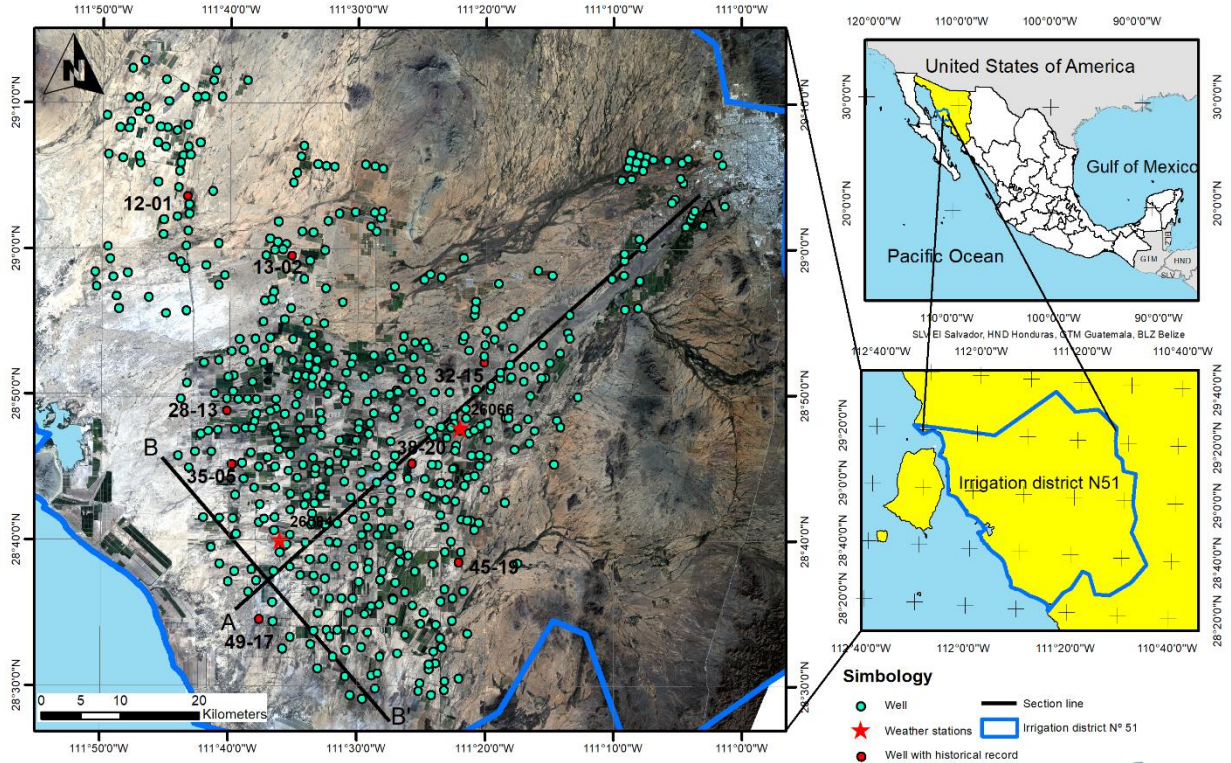 111°50'0"W 111°40'0"W 111°30'0"W 111°20'0"W 111°10'0"W 111°0'0"W
N
29°10'0"N
29°10'0"N
12-01
A'
29°0'0"N
29°0'0"N
13-02
32-15
28°50'0"N
28°50'0"N
28-13
26066
38-20
B
35-05
28°40'0"N
28°40'0"N
45-19
A
49-17
28°30'0"N
28°30'0"N
B'
0 5 10 20
Kilometers
111°50'0"W 111°40'0"W 111°30'0"W 111°20'0"W 111°10'0"W 111°0'0"W
120°0'0"W 110°0'0"W 100°0'0"W 90°0'0"W
United States of America
30°0'0"N
30°0'0"N
Gulf of Mexico
20°0'0"N
20°0'0"N
Pacific Ocean
GTM
HND
SLV
110°0'0"W 100°0'0"W 90°0'0"W
SLV El Salvador, HND Honduras, GTM Guatemala, BLZ Belize
112°40'0"W 112°0'0"W 111°20'0"W 110°40'0"W
29°40'0"N
29°20'0"N
29°20'0"N
29°0'0"N
29°0'0"N
Irrigation district N51
28°40'0"N
28°40'0"N
28°20'0"N
28°20'0"N
112°40'0"W 112°0'0"W 111°20'0"W 110°40'0"W
Simbology
Well
Section line
Weather stations
Irrigation district Nº 51
Well with historical record